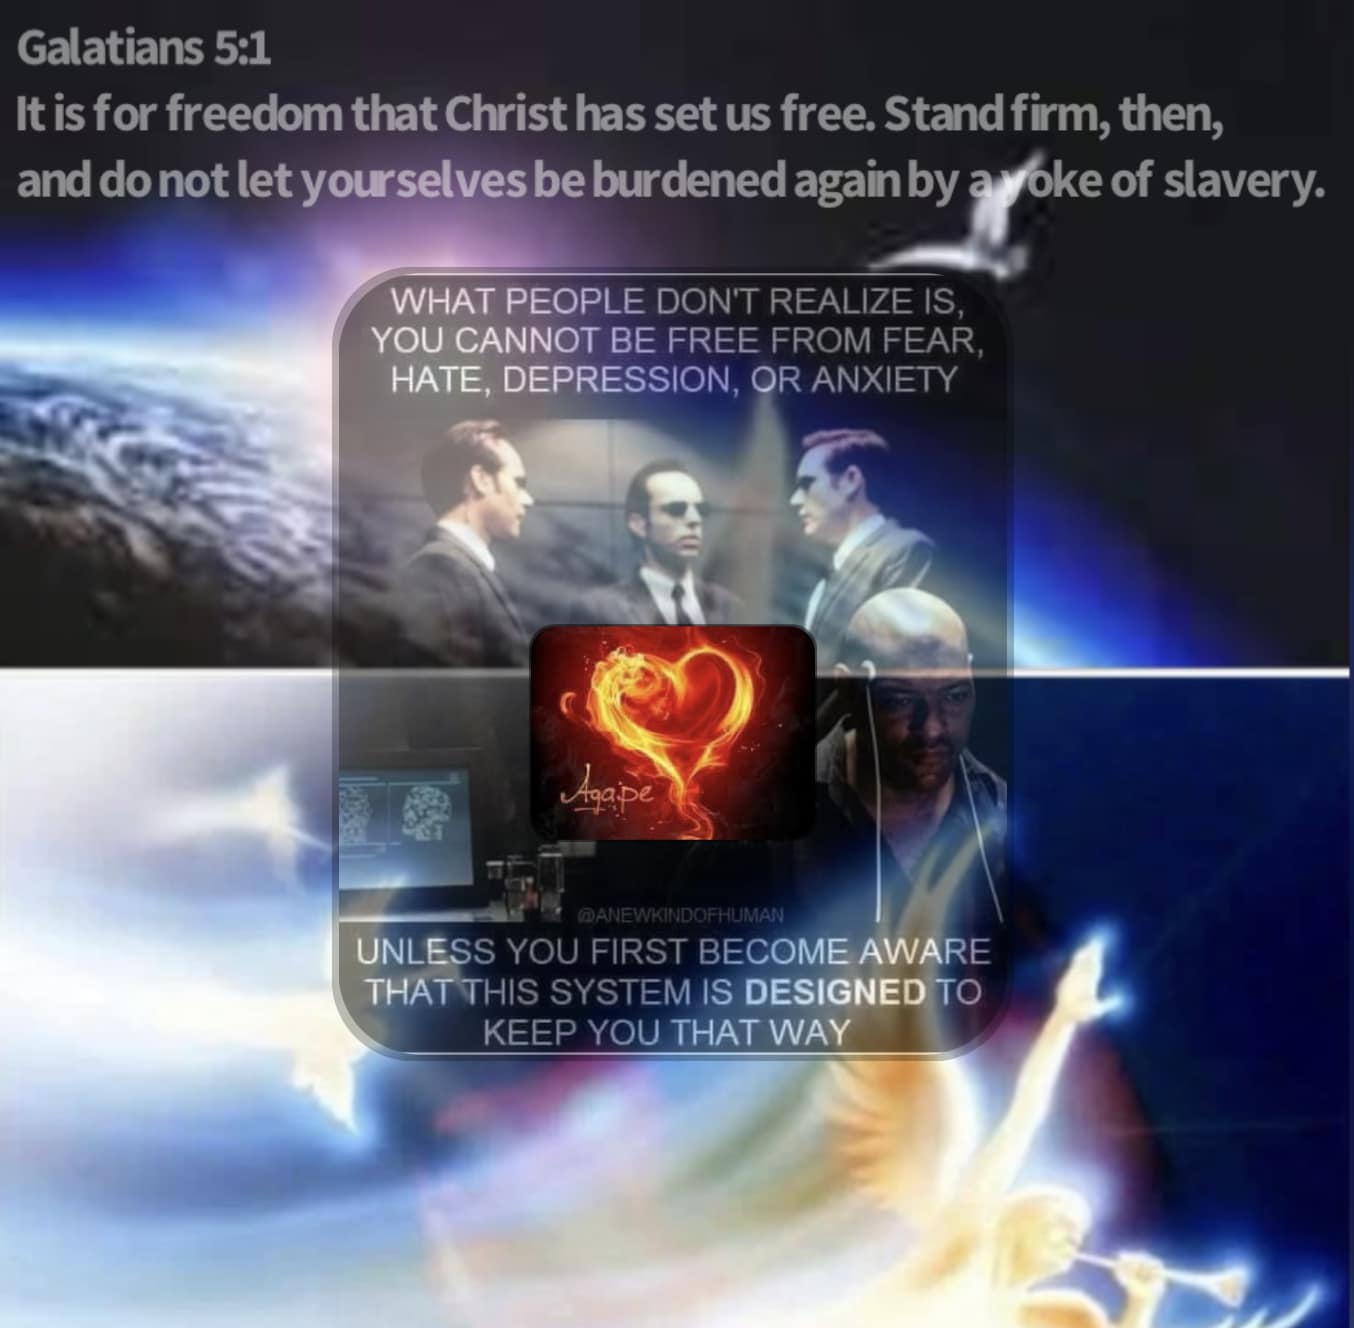 Galatians 5:1
It is for freedom that Christ has set us free. Stand firm, then,
and do not let yourselves be burdened again by a yoke of slavery.
WHAT PEOPLE DON'T REALIZE IS,
YOU CANNOT BE FREE FROM FEAR,
HATE, DEPRESSION, OR ANXIETY
Agape
@ANEWKINDOFHUMAN
UNLESS YOU FIRST BECOME AWARE
THAT THIS SYSTEM IS DESIGNED TO
KEEP YOU THAT WAY